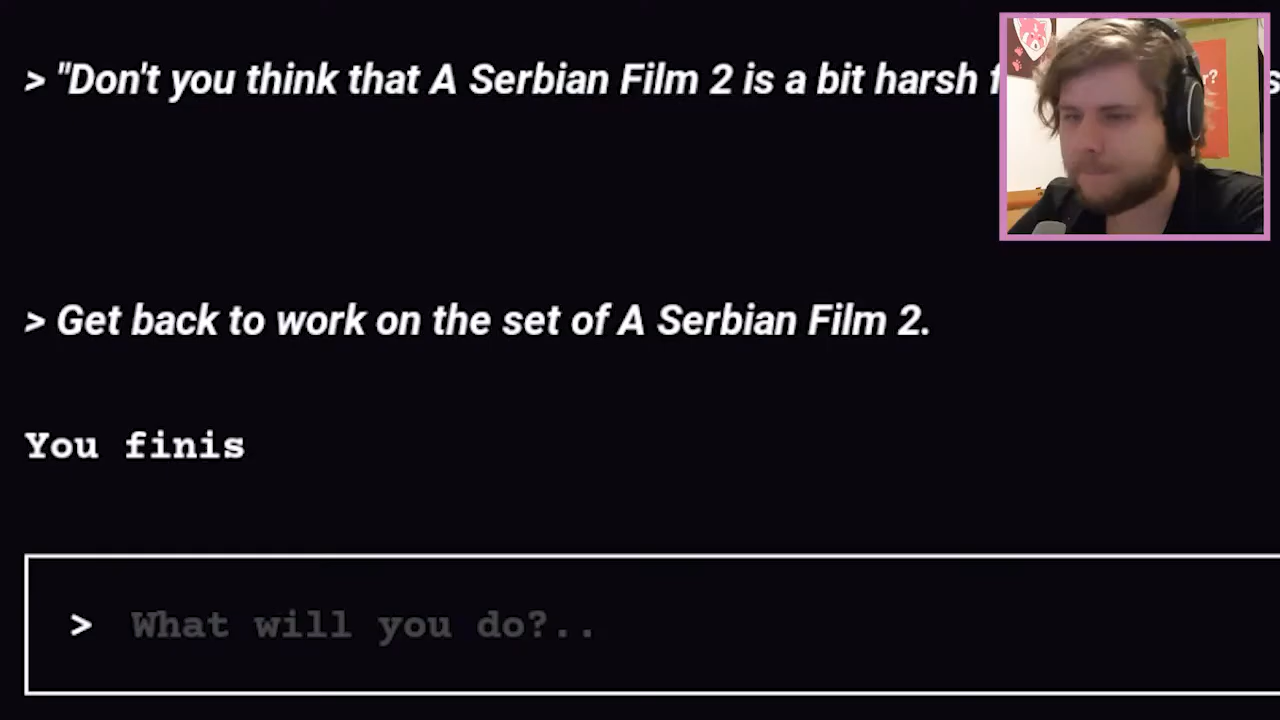 > "Don't you think that A Serbian Film 2 is a bit harsh
> Get back to work on the set of A Serbian Film 2.
You finis
> What will you do?..